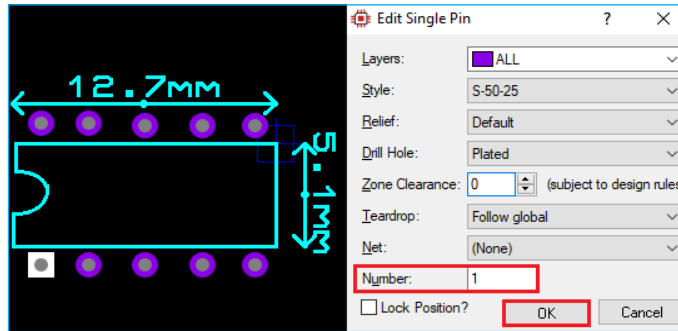 12.7MM
5.1MM
Edit Single Pin ? X
Layers: ALL
Style: S-50-25
Relief: Default
Drill Hole: Plated
Zone Clearance: 0 (subject to design rules
Teardrop: Follow global
Net: (None)
Number: 1
Lock Position? OK Cancel